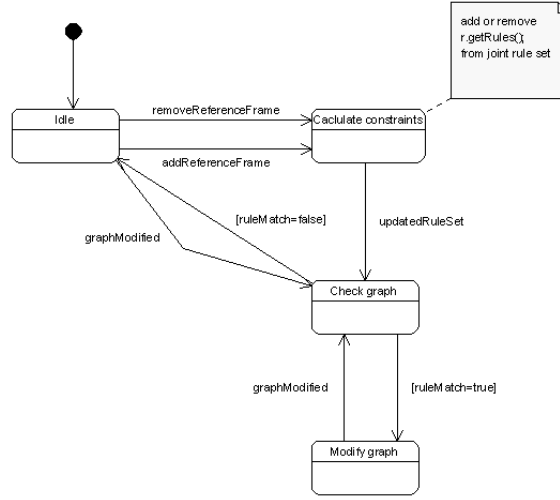 add or remove
r.getRules();
from joint rule set
Idle
removeReferenceFrame
Caclulate constraints
addReferenceFrame
[ruleMatch=false]
updatedRuleSet
graphModified
Check graph
graphModified
[ruleMatch=true]
Modify graph